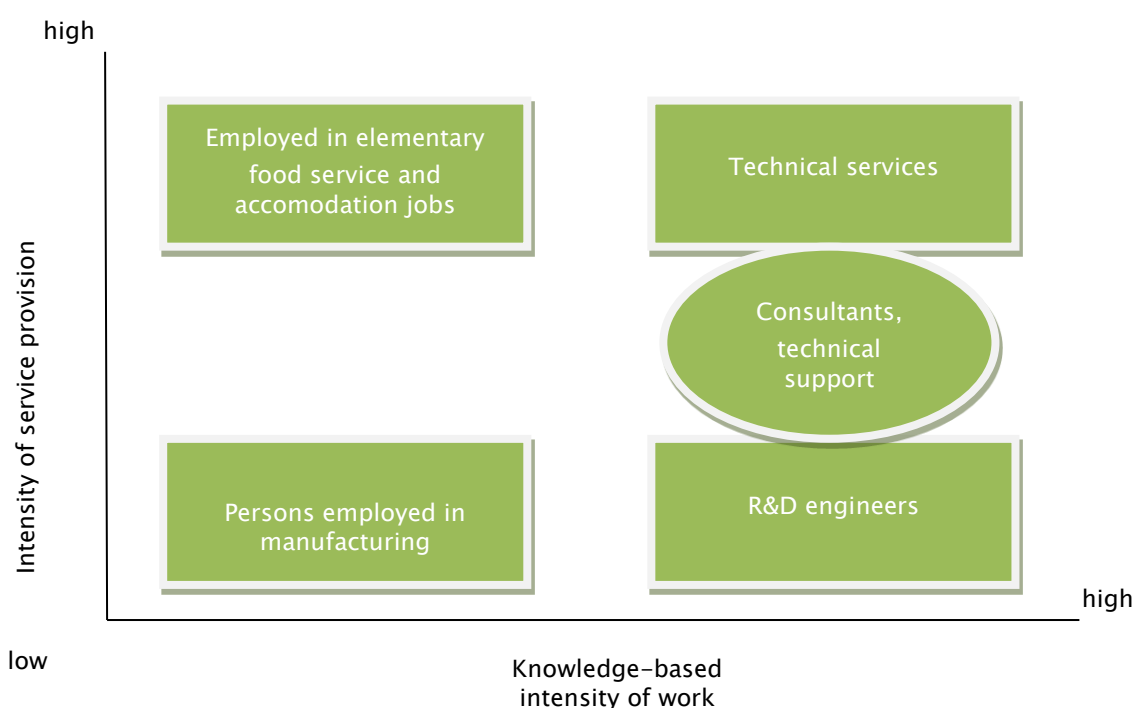 high
Employed in elementary
food service and
accomodation jobs
Technical services
Consultants,
technical
support
Intensity of service provision
Persons employed in
manufacturing
R&D engineers
high
low
Knowledge-based
intensity of work